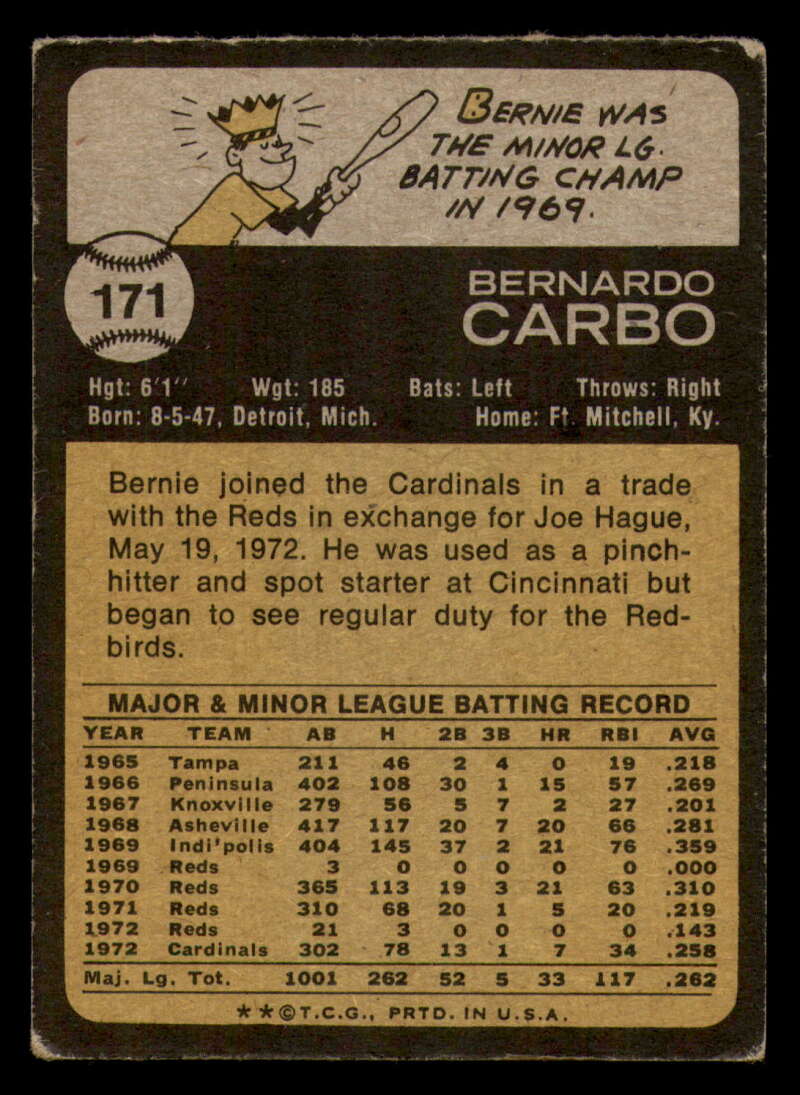 BERNIE WAS
THE MINOR LG.
BATTING CHAMP
IN 1969.
171
BERNARDO
CARBO
Hgt: 6'1" Wgt: 185 Bats: Left Throws: Right
Born: 8-5-47, Detroit, Mich. Home: Ft. Mitchell, Ky.
Bernie joined the Cardinals in a trade
with the Reds in exchange for Joe Hague,
May 19, 1972. He was used as a pinch-
hitter and spot starter at Cincinnati but
began to see regular duty for the Red-
birds.
MAJOR & MINOR LEAGUE BATTING RECORD
YEAR TEAM AB H 2B 3B HR RBI AVG
1965 Tampa 211 46 2 4 0 19 .218
1966 Peninsula 402 108 30 1 15 57 .269
1967 Knoxville 279 56 5 7 2 27 .201
1968 Asheville 417 117 20 7 20 66 .281
1969 Indi'polis 404 145 37 2 21 76 .359
1969 Reds 3 0 0 0 0 0 .000
1970 Reds 365 113 19 3 21 63 .310
1971 Reds 310 68 20 1 5 20 .219
1972 Reds 21 3 0 0 0 0 .143
1972 Cardinals 302 78 13 1 7 34 .258
Maj. Lg. Tot. 1001 262 52 5 33 117 .262
**©T.C.G., PRTD. IN U.S.A.